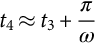 t₄ ≈ t₃ + π/ω